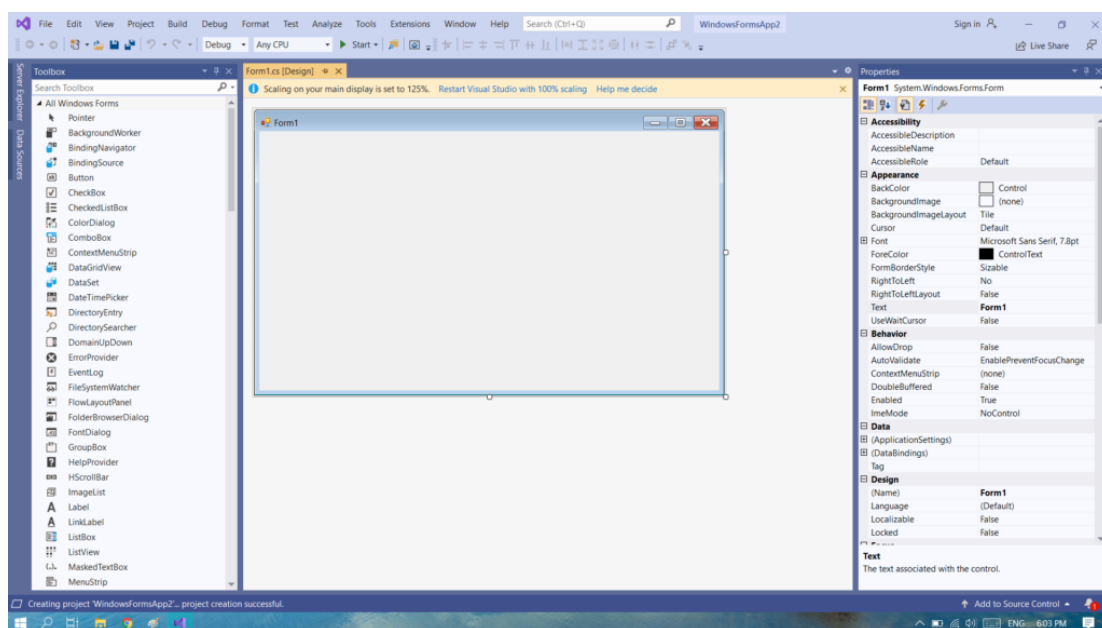 File Edit View Project Build Debug Format Test Analyze Tools Extensions Window Help Search (Ctrl+Q) WindowsFormsApp2 Sign in
Debug Any CPU Start Live Share
Server Explorer
Data Sources
Toolbox
Search Toolbox
All Windows Forms
Pointer
BackgroundWorker
BindingNavigator
BindingSource
Button
CheckBox
CheckedListBox
ColorDialog
ComboBox
ContextMenuStrip
DataGridView
DataSet
DateTimePicker
DirectoryEntry
DirectorySearcher
DomainUpDown
ErrorProvider
EventLog
FileSystemWatcher
FlowLayoutPanel
FolderBrowserDialog
FontDialog
GroupBox
HelpProvider
HScrollBar
ImageList
Label
LinkLabel
ListBox
ListView
MaskedTextBox
MenuStrip
Form1.cs [Design]
Scaling on your main display is set to 125%. Restart Visual Studio with 100% scaling Help me decide
Form1
Properties
Form1 System.Windows.Forms.Form
Accessibility
AccessibleDescription
AccessibleName
AccessibleRole Default
Appearance
BackColor Control
BackgroundImage (none)
BackgroundImageLayout Tile
Cursor Default
Font Microsoft Sans Serif, 7.8pt
ForeColor ControlText
FormBorderStyle Sizable
RightToLeft No
RightToLeftLayout False
Text Form1
UseWaitCursor False
Behavior
AllowDrop False
AutoValidate EnablePreventFocusChange
ContextMenuStrip (none)
DoubleBuffered False
Enabled True
ImeMode NoControl
Data
(ApplicationSettings)
(DataBindings)
Tag
Design
(Name) Form1
Language (Default)
Localizable False
Locked False
Text
The text associated with the control.
Creating project 'WindowsFormsApp2'... project creation successful. Add to Source Control
ENG 6:03 PM